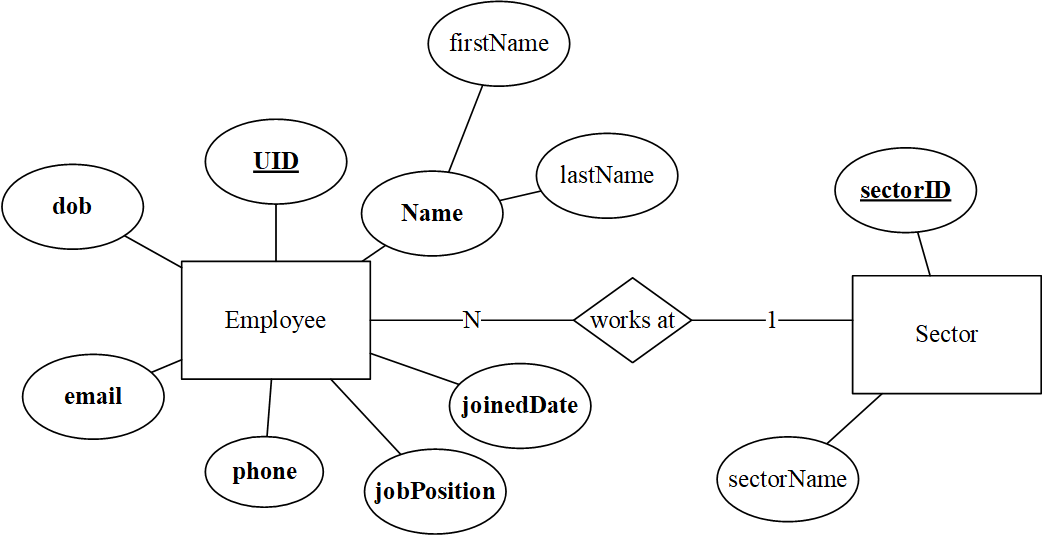 firstName
UID
lastName
dob
Name
sectorID
Employee
N
works at
1
Sector
email
joinedDate
phone
jobPosition
sectorName